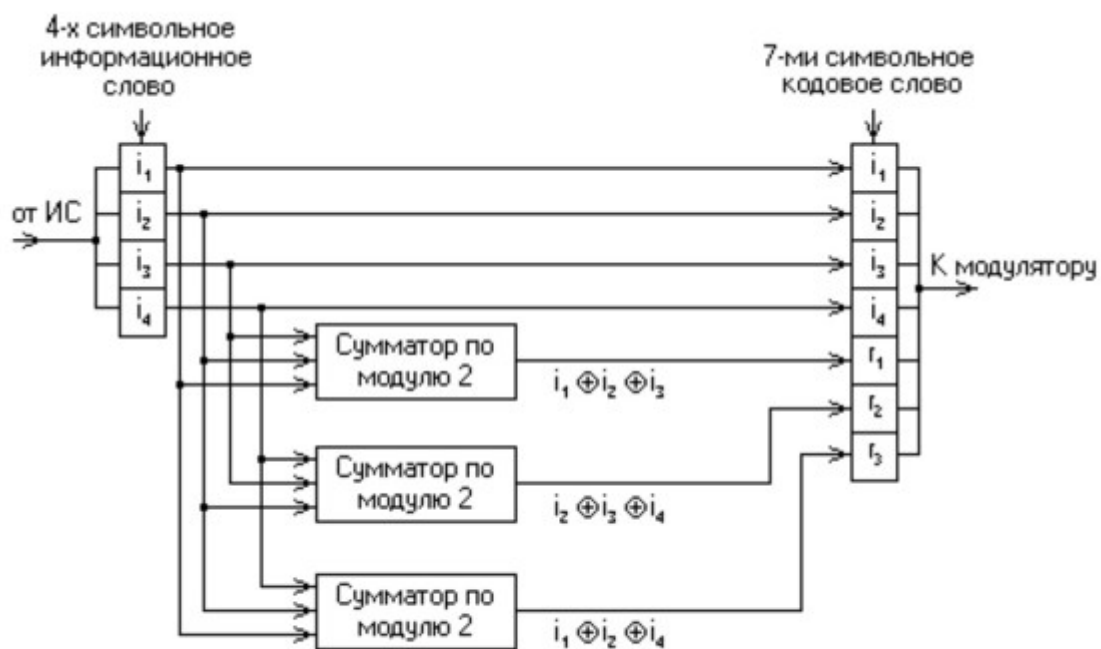 4-х символьное
информационное
слово
7-ми символьное
кодовое слово
от ИС
i₁
i₂
i₃
i₄
i₁
i₂
i₃
i₄
r₁
r₂
r₃
К модулятору
Сумматор по
модулю 2
i₁ ⊕ i₂ ⊕ i₃
Сумматор по
модулю 2
i₂ ⊕ i₃ ⊕ i₄
Сумматор по
модулю 2
i₁ ⊕ i₂ ⊕ i₄